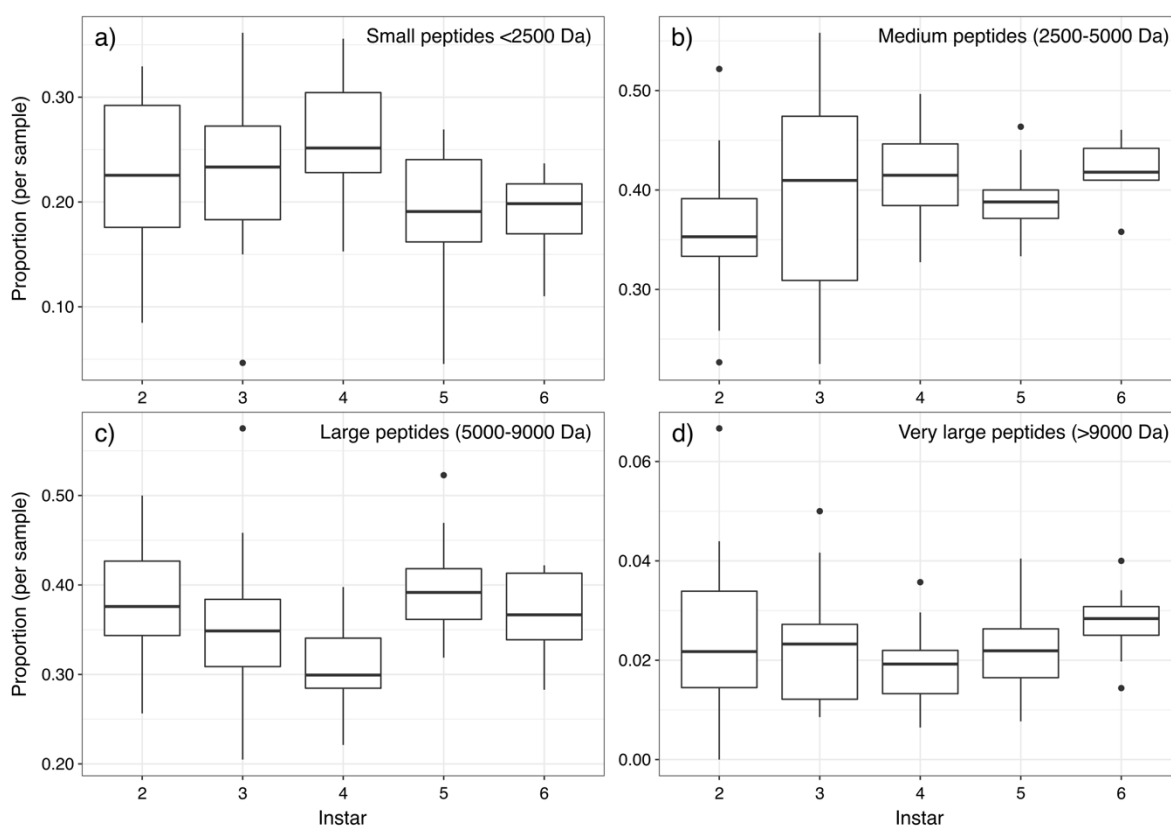 a)
Small peptides <2500 Da)
Proportion (per sample)
0.30
0.20
0.10
2 3 4 5 6
b)
Medium peptides (2500-5000 Da)
0.50
0.40
0.30
2 3 4 5 6
c)
Large peptides (5000-9000 Da)
Proportion (per sample)
0.50
0.40
0.30
0.20
2 3 4 5 6
Instar
d)
Very large peptides (>9000 Da)
0.06
0.04
0.02
0.00
2 3 4 5 6
Instar